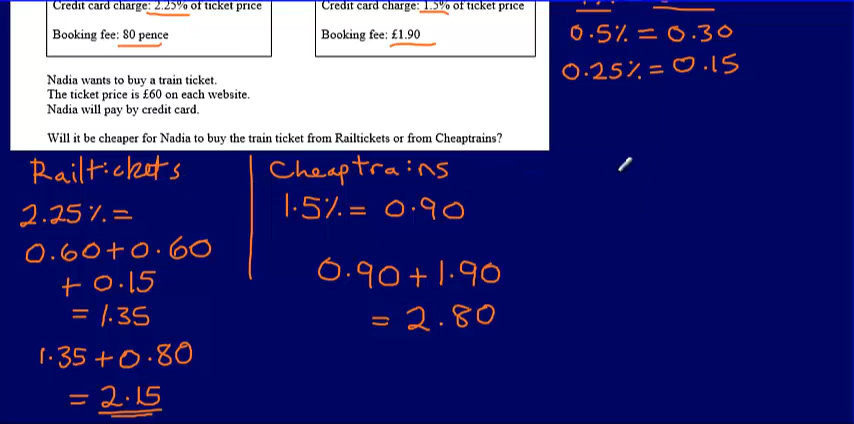 Credit card charge: 2.25% of ticket price
Booking fee: 80 pence
Credit card charge: 1.5% of ticket price
Booking fee: £1.90
0.5% = 0.30
0.25% = 0.15
Nadia wants to buy a train ticket.
The ticket price is £60 on each website.
Nadia will pay by credit card.
Will it be cheaper for Nadia to buy the train ticket from Railtickets or from Cheaptrains?
Railtickets
2.25% =
0.60 + 0.60
+ 0.15
= 1.35
1.35 + 0.80
= 2.15
Cheaptrains
1.5% = 0.90
0.90 + 1.90
= 2.80